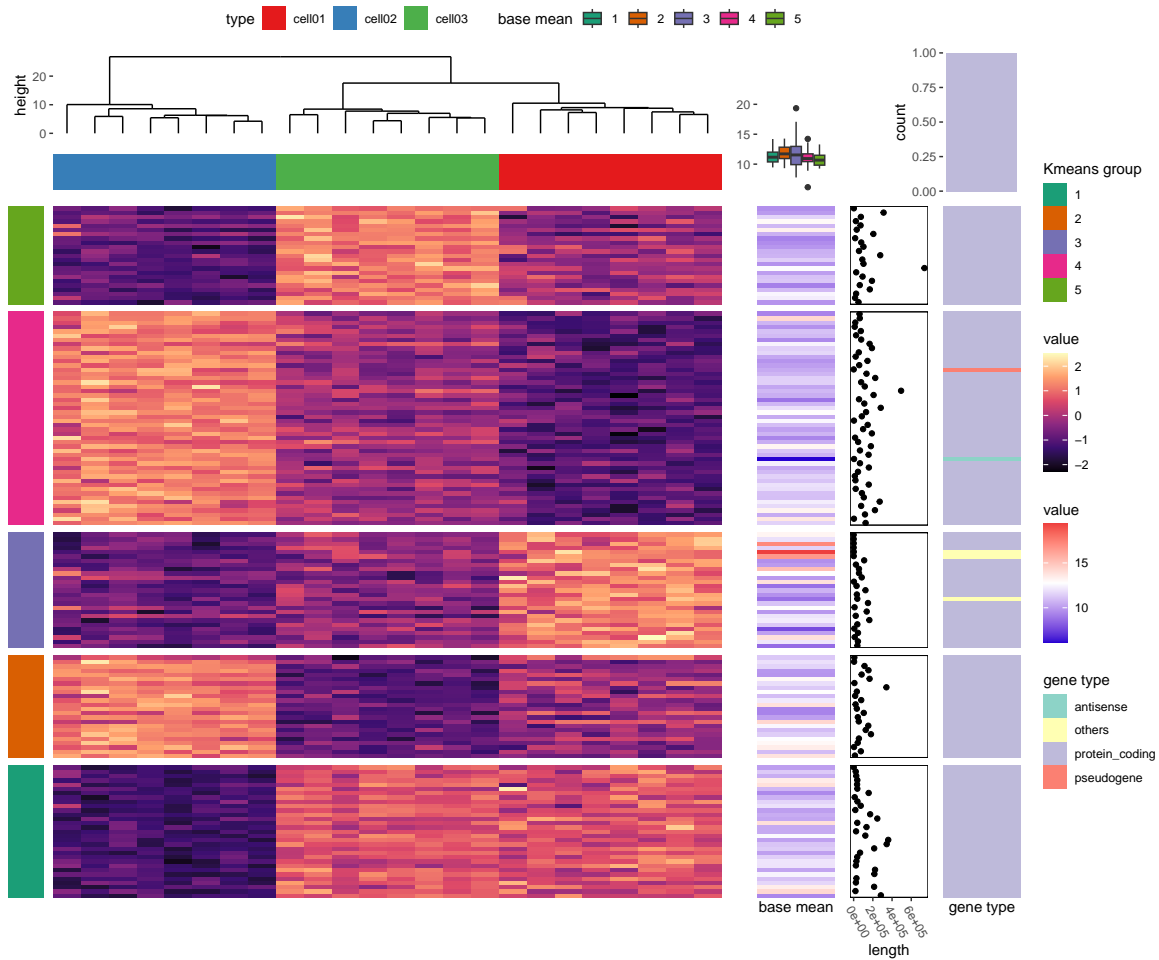 type cell01 cell02 cell03 base mean 1 2 3 4 5
height
20
10
0
20
15
10
count
1.00
0.75
0.50
0.25
0.00
Kmeans group
1
2
3
4
5
value
2
1
0
−1
−2
value
15
10
gene type
antisense
others
protein_coding
pseudogene
base mean
0e+00 2e+05 4e+05 6e+05
length
gene type